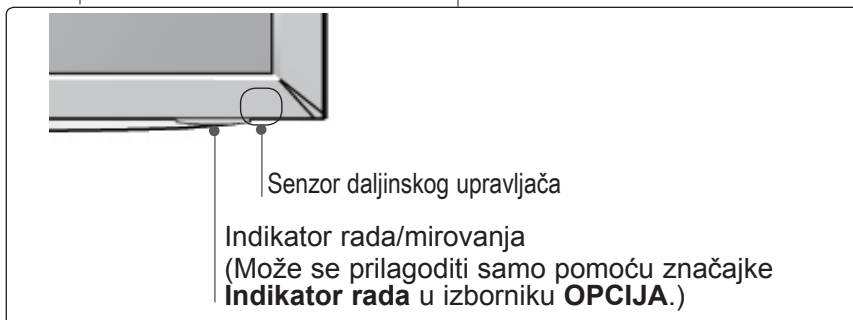 Senzor daljinskog upravljača
Indikator rada/mirovanja
(Može se prilagoditi samo pomoću značajke
Indikator rada u izborniku OPCIJA.)